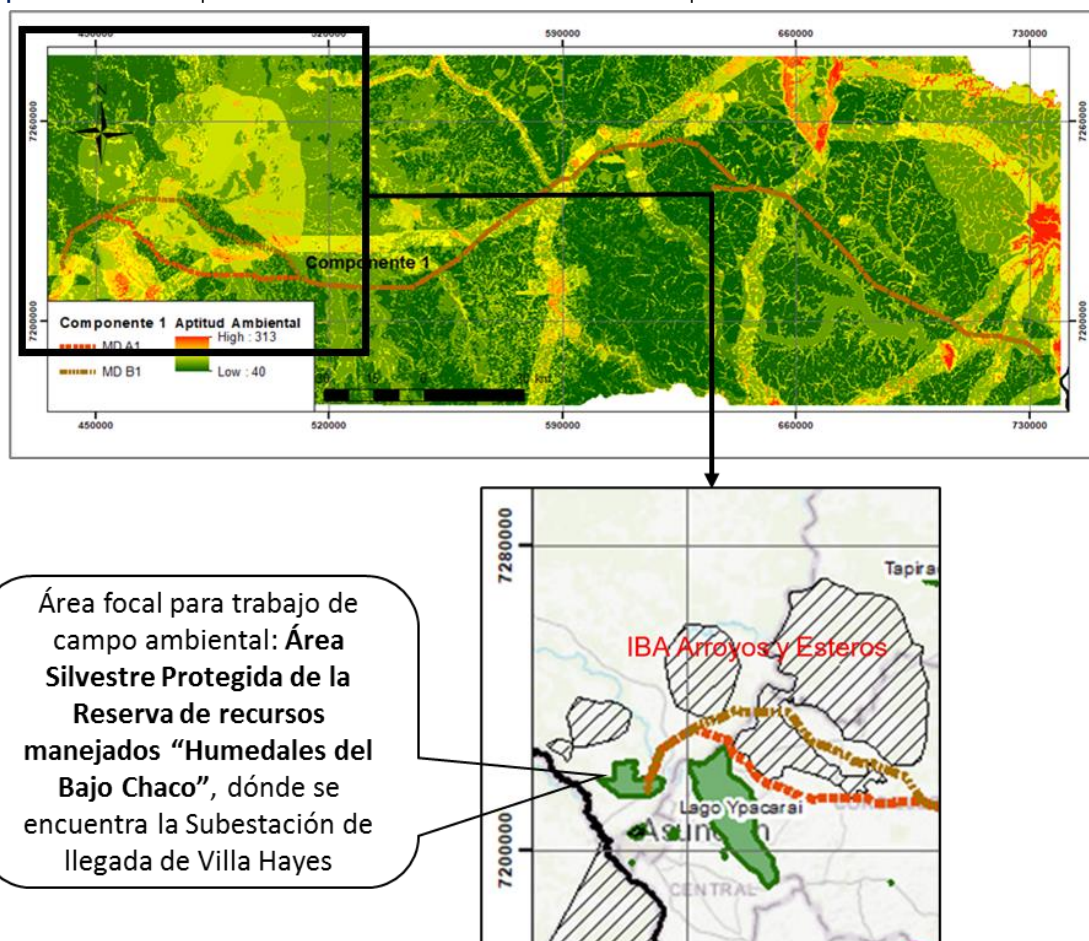 450000 520000 590000 660000 730000
7260000
7260000
N
Componente 1
7200000
7200000
Componente 1 Aptitud Ambiental
High : 313
MD A1
MD B1
Low : 40
450000 520000 590000 660000 730000
7280000
Tapira
IBA Arroyos y Esteros
Lago Ypacarai
Asunción
7200000
CENTRAL
Área focal para trabajo de
campo ambiental: Área
Silvestre Protegida de la
Reserva de recursos
manejados “Humedales del
Bajo Chaco”, dónde se
encuentra la Subestación de
llegada de Villa Hayes